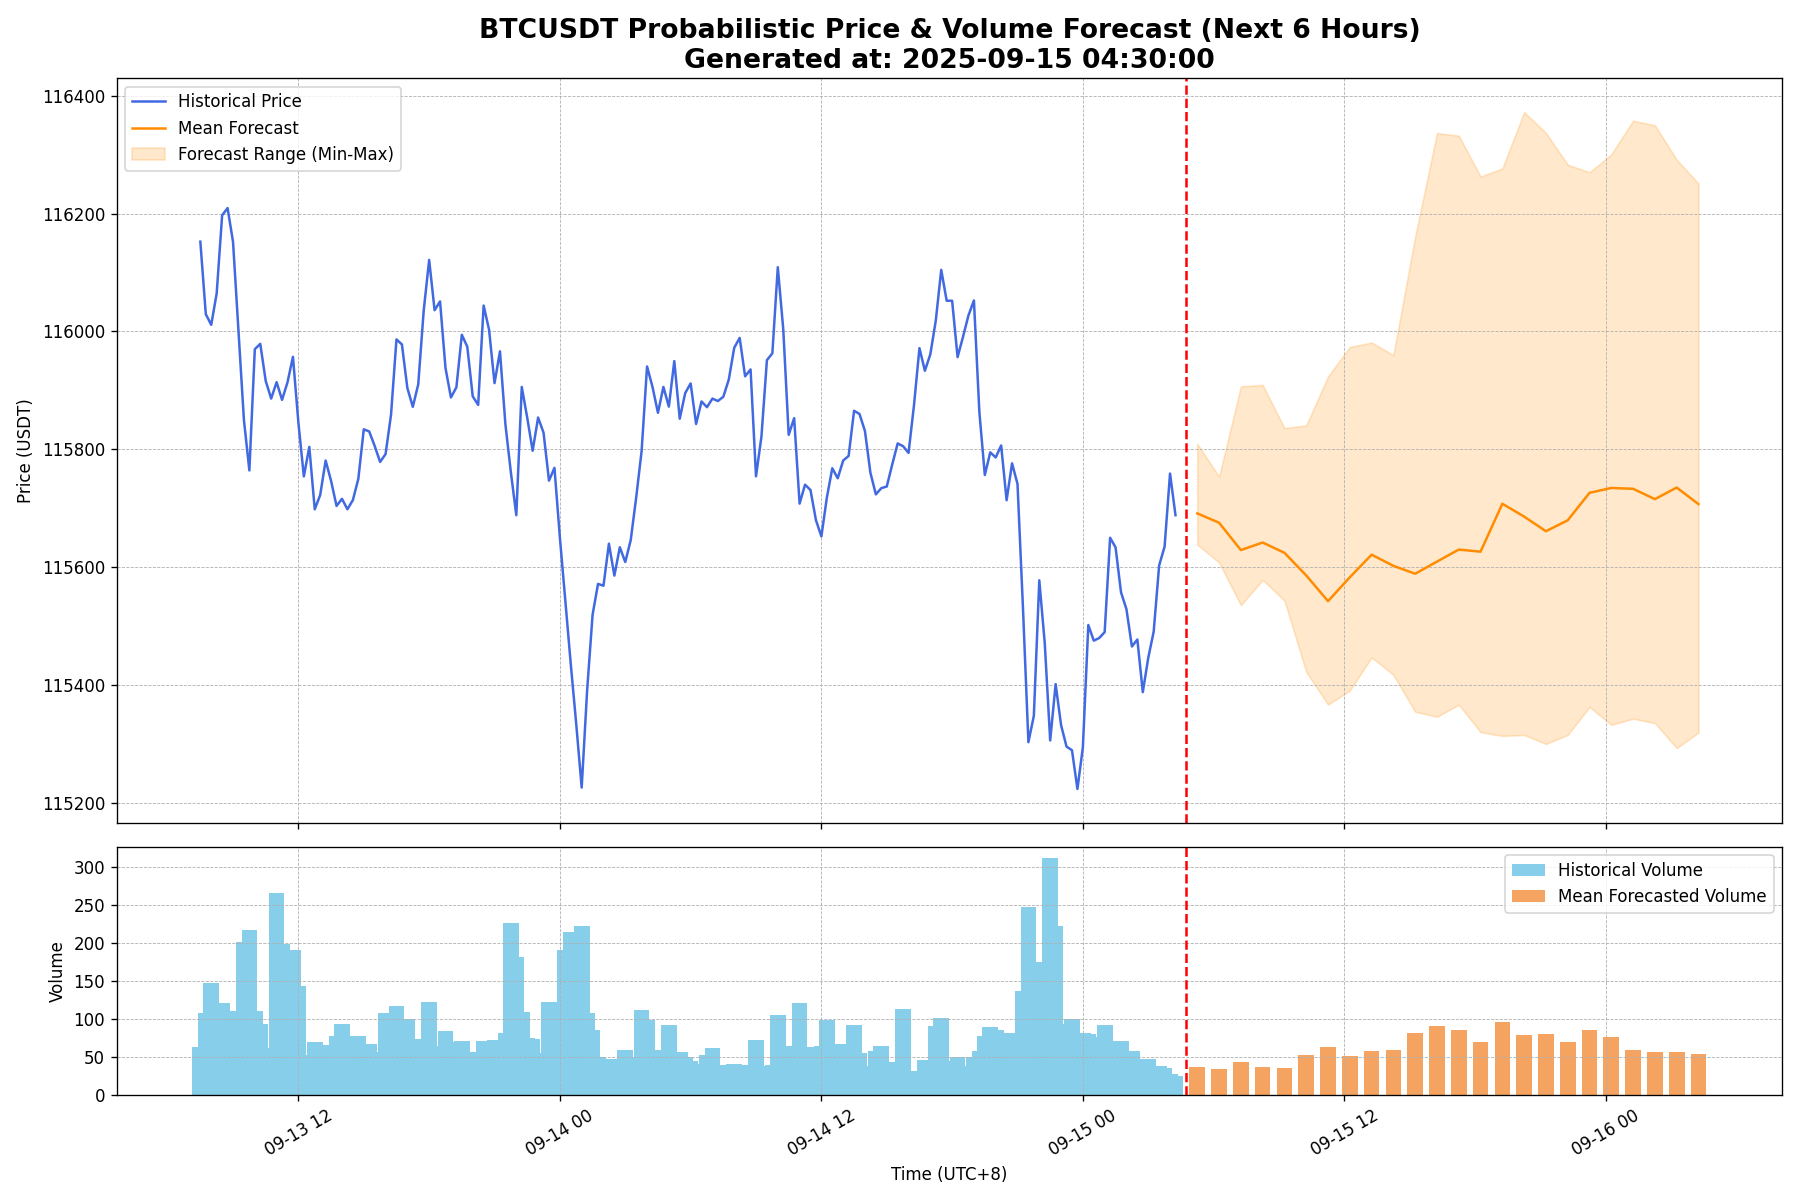 BTCUSDT Probabilistic Price & Volume Forecast (Next 6 Hours)
Generated at: 2025-09-15 04:30:00
Price (USDT)
116400
116200
116000
115800
115600
115400
115200
Historical Price
Mean Forecast
Forecast Range (Min-Max)
Volume
300
250
200
150
100
50
0
Historical Volume
Mean Forecasted Volume
09-13 12
09-14 00
09-14 12
09-15 00
09-15 12
09-16 00
Time (UTC+8)